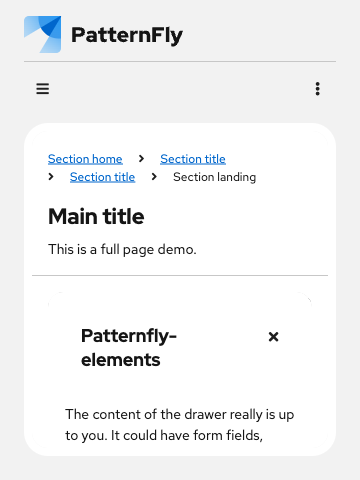 PatternFly
Section home > Section title
> Section title > Section landing
Main title
This is a full page demo.
Patternfly-
elements
The content of the drawer really is up
to you. It could have form fields,